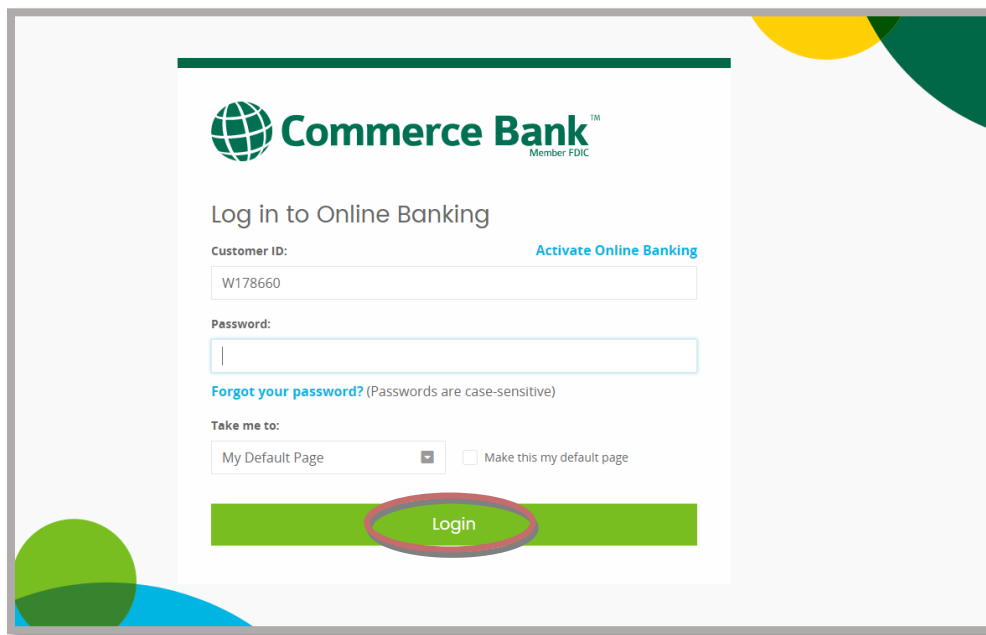 Commerce Bank™
Member FDIC
Log in to Online Banking
Customer ID: Activate Online Banking
W178660
Password:
Forgot your password? (Passwords are case-sensitive)
Take me to:
My Default Page Make this my default page
Login